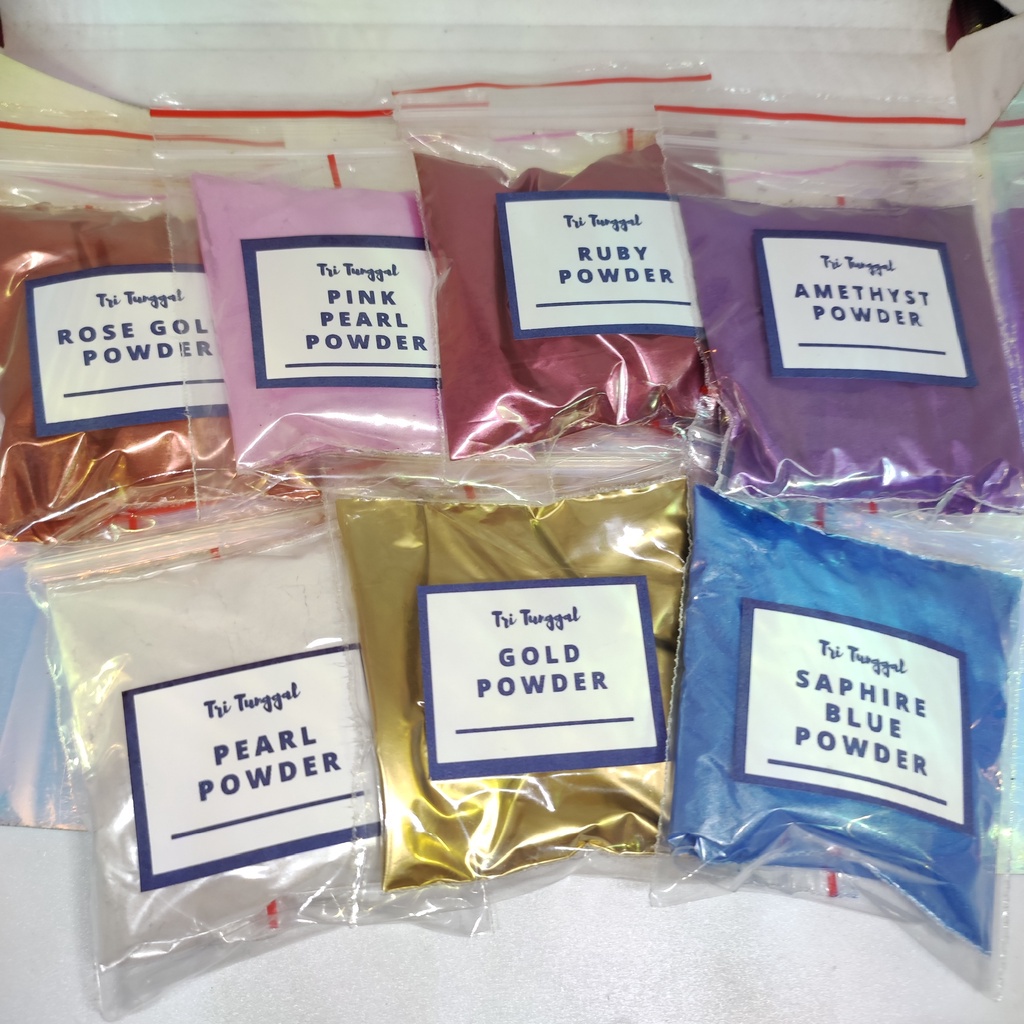 Tri Tunggal
ROSE GOL
POWDER
Tri Tunggal
PINK
PEARL
POWDER
Tri Tunggal
RUBY
POWDER
Tri Tunggal
AMETHYST
POWDER
Tri Tunggal
PEARL
POWDER
Tri Tunggal
GOLD
POWDER
Tri Tunggal
SAPHIRE
BLUE
POWDER